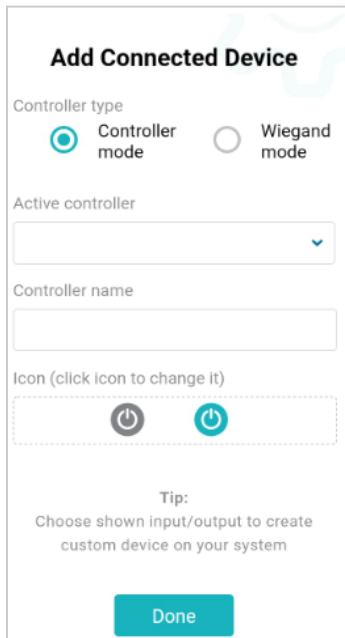 Add Connected Device
Controller type
Controller Wiegand
mode mode
Active controller
Controller name
Icon (click icon to change it)
Tip:
Choose shown input/output to create
custom device on your system
Done